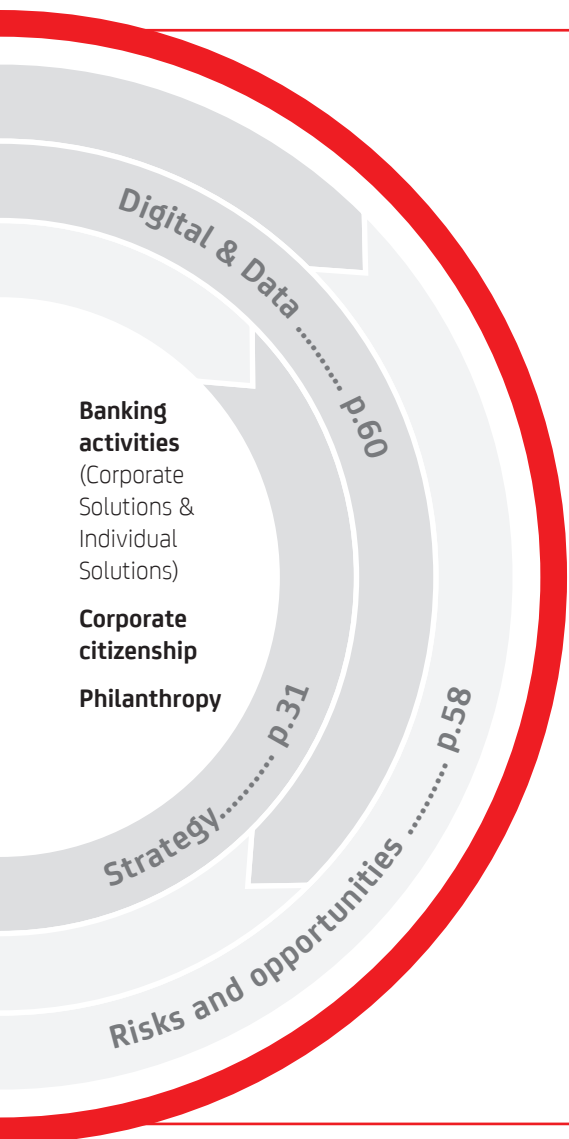 Digital & Data .......... p.60
Banking
activities
(Corporate
Solutions &
Individual
Solutions)
Corporate
citizenship
Philanthropy
Strategy.......... p.31
Risks and opportunities .......... p.58